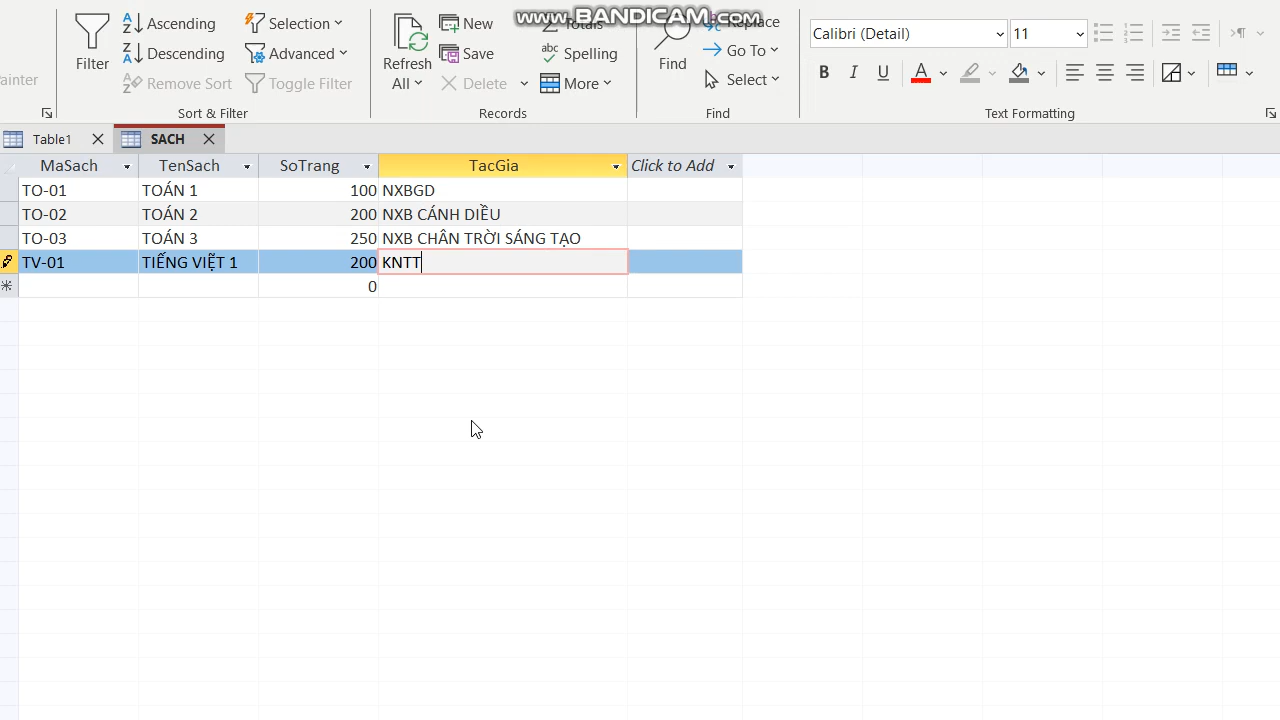 www.BANDICAM.com
Ascending
Selection
New
Totals
Replace
Calibri (Detail)
11
Descending
Advanced
Save
Spelling
Go To
Filter
Refresh
All
Find
Remove Sort
Toggle Filter
Delete
More
Select
B I U A
Sort & Filter
Records
Find
Text Formatting
Table1
SACH
MaSach TenSach SoTrang TacGia Click to Add
TO-01 TOÁN 1 100 NXBGD
TO-02 TOÁN 2 200 NXB CÁNH DIỀU
TO-03 TOÁN 3 250 NXB CHÂN TRỜI SÁNG TẠO
TV-01 TIẾNG VIỆT 1 200 KNTT
0